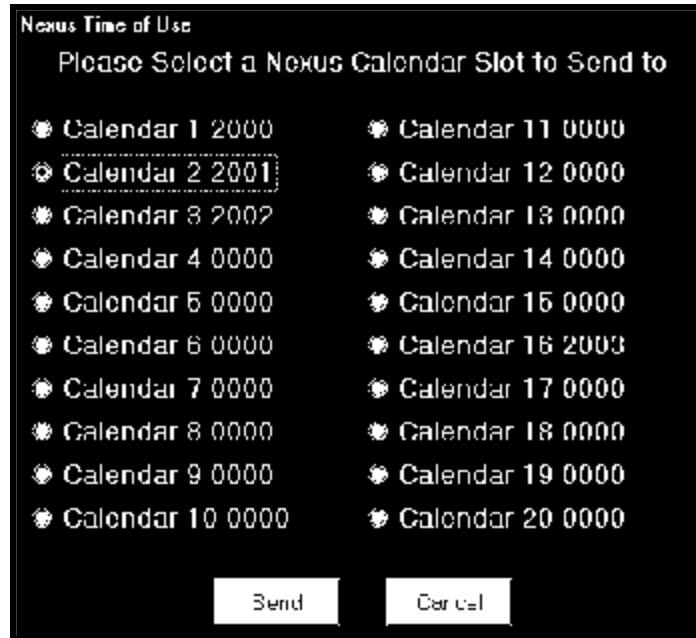 Nexus Time of Use
Please Select a Nexus Calendar Slot to Send to
Calendar 1 2000
Calendar 2 2001
Calendar 3 2002
Calendar 4 0000
Calendar 5 0000
Calendar 6 0000
Calendar 7 0000
Calendar 8 0000
Calendar 9 0000
Calendar 10 0000
Calendar 11 0000
Calendar 12 0000
Calendar 13 0000
Calendar 14 0000
Calendar 15 0000
Calendar 16 2003
Calendar 17 0000
Calendar 18 0000
Calendar 19 0000
Calendar 20 0000
Send
Cancel